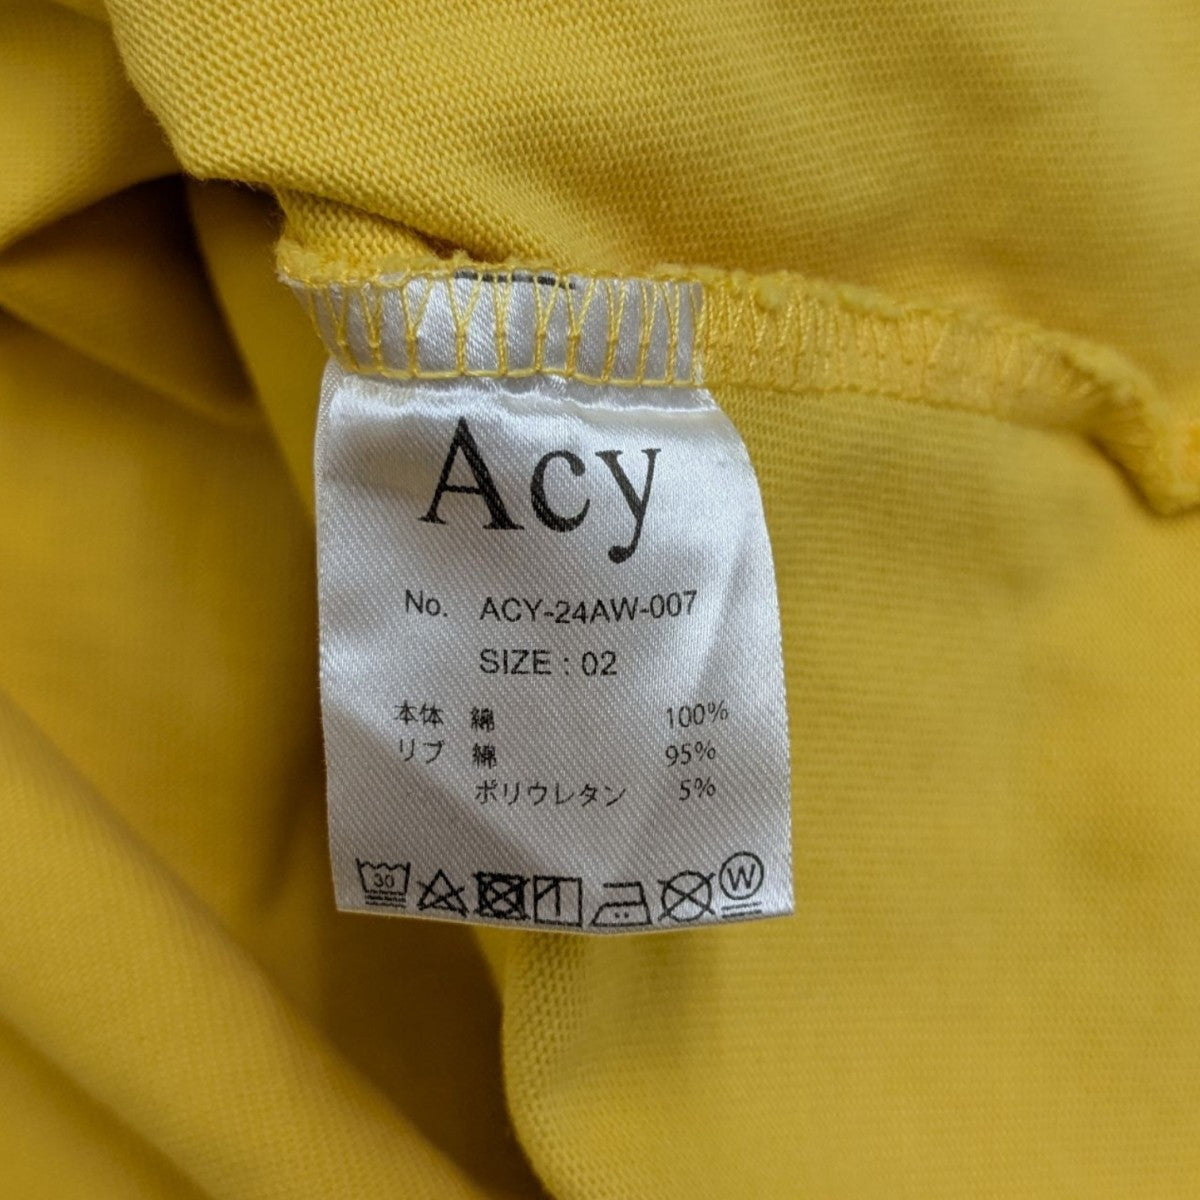 Acy
No. ACY-24AW-007
SIZE : 02
本体 綿 100%
リブ 綿 95%
ポリウレタン 5%
30
W